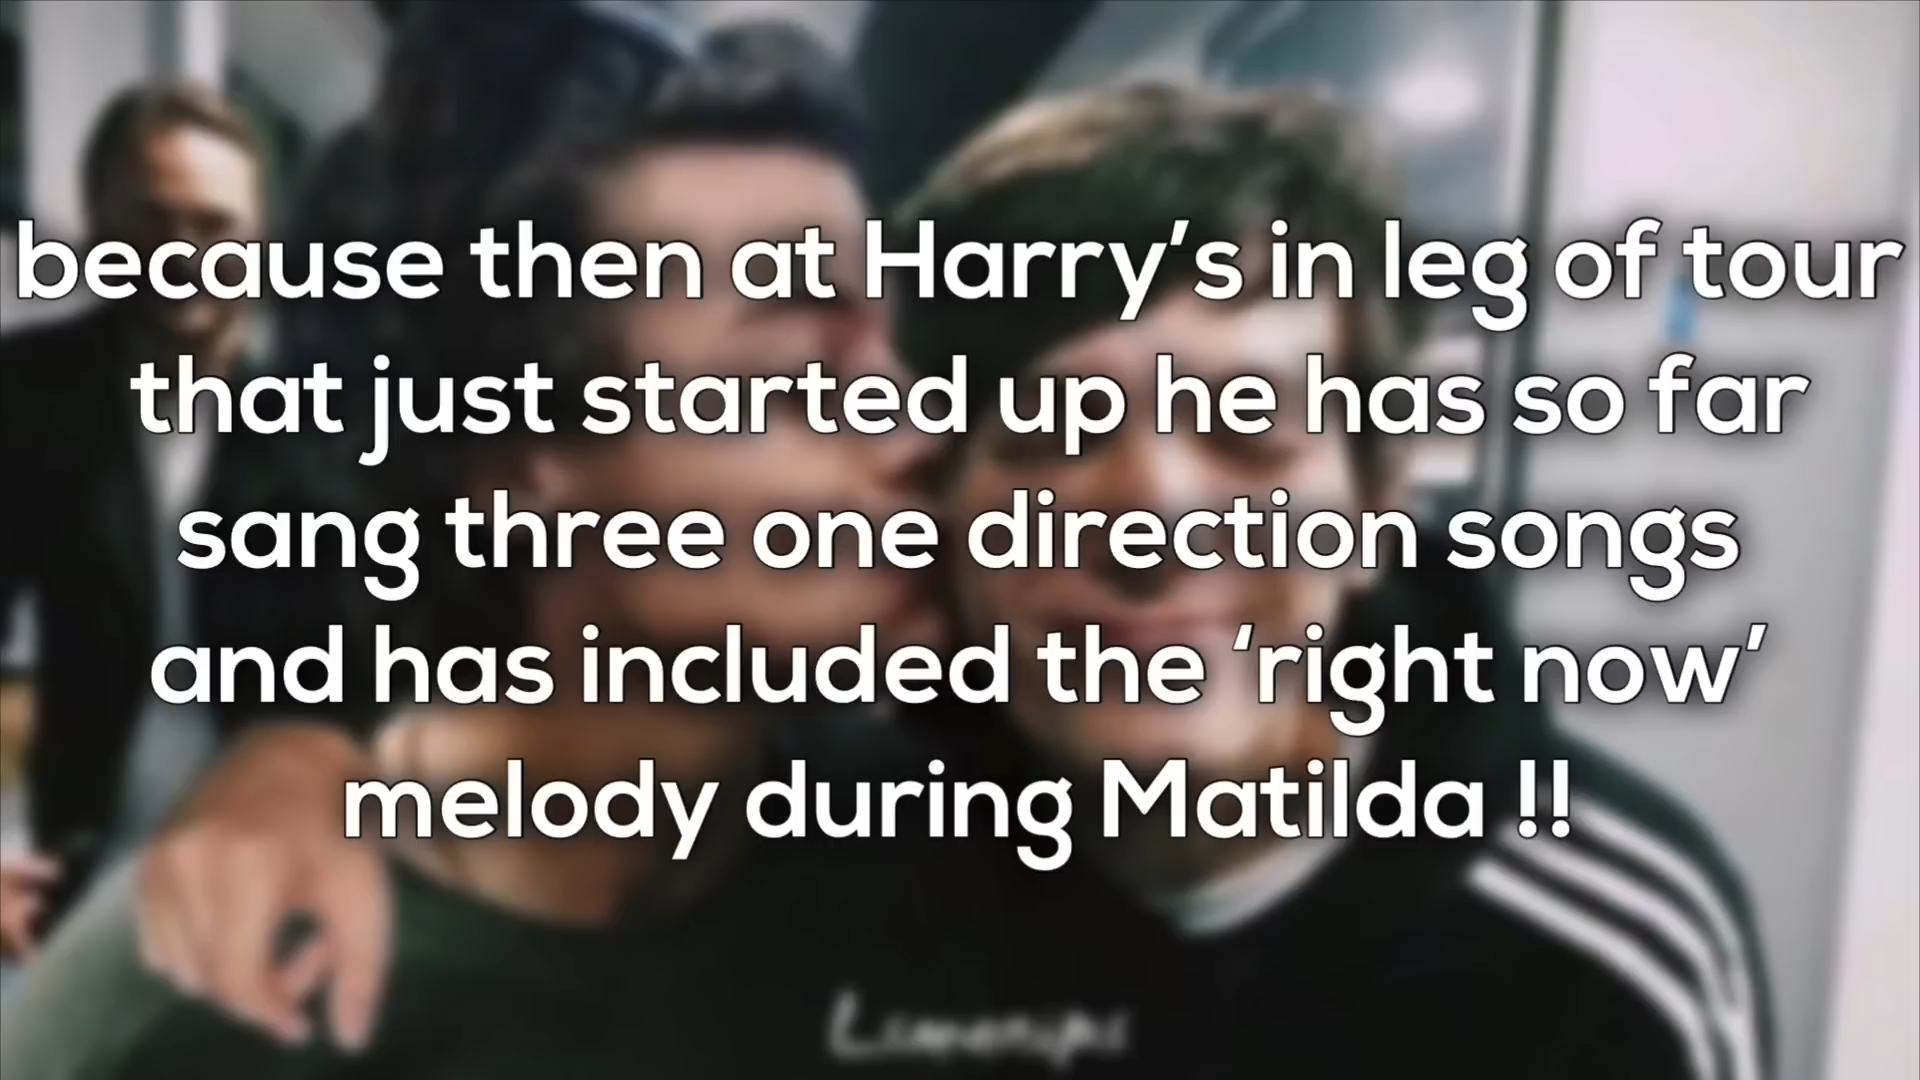 because then at Harry’s in leg of tour
that just started up he has so far
sang three one direction songs
and has included the ‘right now’
melody during Matilda !!